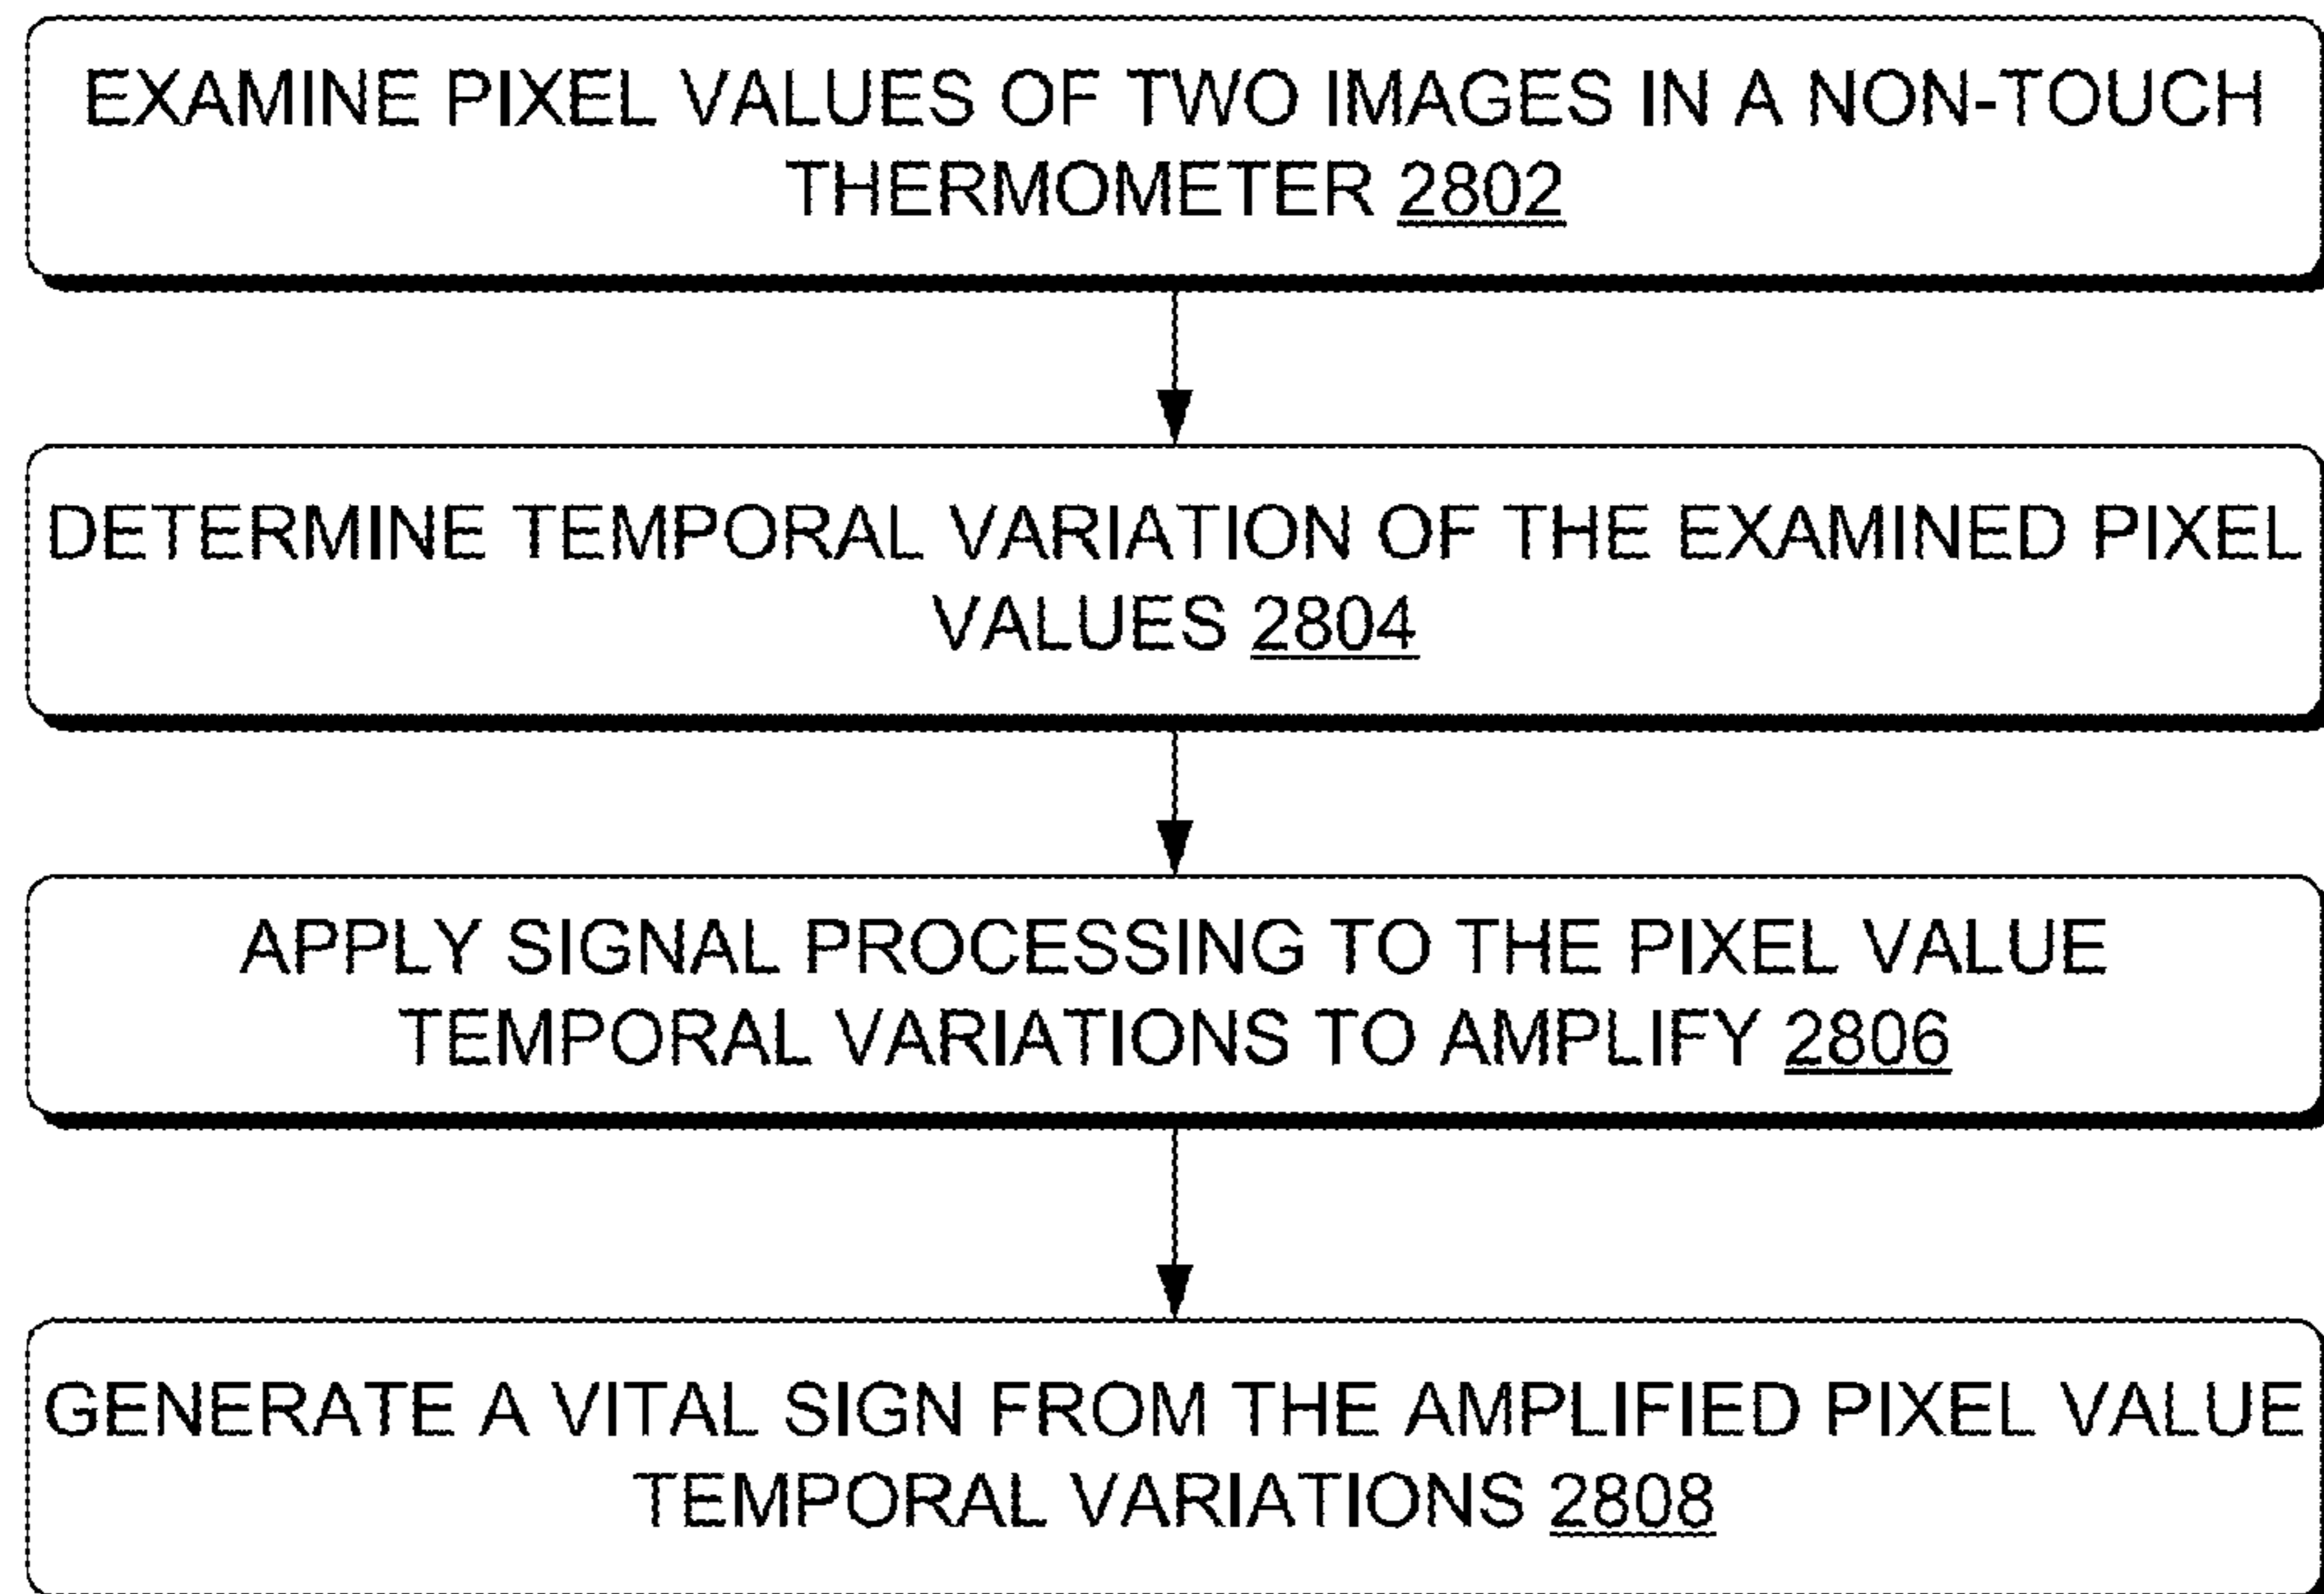 EXAMINE PIXEL VALUES OF TWO IMAGES IN A NON-TOUCH
THERMOMETER 2802
DETERMINE TEMPORAL VARIATION OF THE EXAMINED PIXEL
VALUES 2804
APPLY SIGNAL PROCESSING TO THE PIXEL VALUE
TEMPORAL VARIATIONS TO AMPLIFY 2806
GENERATE A VITAL SIGN FROM THE AMPLIFIED PIXEL VALUE
TEMPORAL VARIATIONS 2808